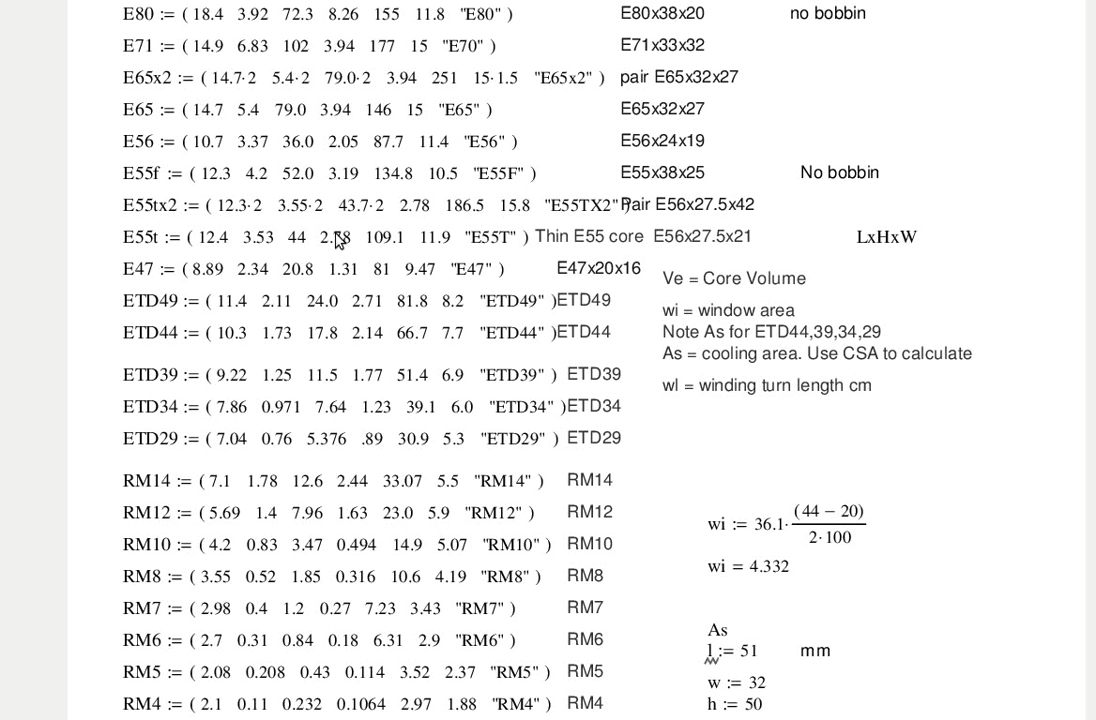 E80 := ( 18.4 3.92 72.3 8.26 155 11.8 "E80" ) E80x38x20 no bobbin
E71 := ( 14.9 6.83 102 3.94 177 15 "E70" ) E71x33x32
E65x2 := ( 14.7·2 5.4·2 79.0·2 3.94 251 15·1.5 "E65x2" ) pair E65x32x27
E65 := ( 14.7 5.4 79.0 3.94 146 15 "E65" ) E65x32x27
E56 := ( 10.7 3.37 36.0 2.05 87.7 11.4 "E56" ) E56x24x19
E55f := ( 12.3 4.2 52.0 3.19 134.8 10.5 "E55F" ) E55x38x25 No bobbin
E55tx2 := ( 12.3·2 3.55·2 43.7·2 2.78 186.5 15.8 "E55TX2" ) Pair E56x27.5x42
E55t := ( 12.4 3.53 44 109.1 11.9 "E55T" ) Thin E55 core E56x27.5x21 LxHxW
E47 := ( 8.89 2.34 20.8 1.31 81 9.47 "E47" ) E47x20x16
Ve = Core Volume
ETD49 := ( 11.4 2.11 24.0 2.71 81.8 8.2 "ETD49" ) ETD49
wi = window area
ETD44 := ( 10.3 1.73 17.8 2.14 66.7 7.7 "ETD44" ) ETD44 Note As for ETD44,39,34,29
As = cooling area. Use CSA to calculate
ETD39 := ( 9.22 1.25 11.5 1.77 51.4 6.9 "ETD39" ) ETD39
wl = winding turn length cm
ETD34 := ( 7.86 0.971 7.64 1.23 39.1 6.0 "ETD34" ) ETD34
ETD29 := ( 7.04 0.76 5.376 .89 30.9 5.3 "ETD29" ) ETD29
RM14 := ( 7.1 1.78 12.6 2.44 33.07 5.5 "RM14" ) RM14
RM12 := ( 5.69 1.4 7.96 1.63 23.0 5.9 "RM12" ) RM12
wi := 36.1·(44 − 20)
2·100
RM10 := ( 4.2 0.83 3.47 0.494 14.9 5.07 "RM10" ) RM10
wi = 4.332
RM8 := ( 3.55 0.52 1.85 0.316 10.6 4.19 "RM8" ) RM8
RM7 := ( 2.98 0.4 1.2 0.27 7.23 3.43 "RM7" ) RM7
As
RM6 := ( 2.7 0.31 0.84 0.18 6.31 2.9 "RM6" ) RM6
l := 51 mm
RM5 := ( 2.08 0.208 0.43 0.114 3.52 2.37 "RM5" ) RM5
w := 32
RM4 := ( 2.1 0.11 0.232 0.1064 2.97 1.88 "RM4" ) RM4
h := 50